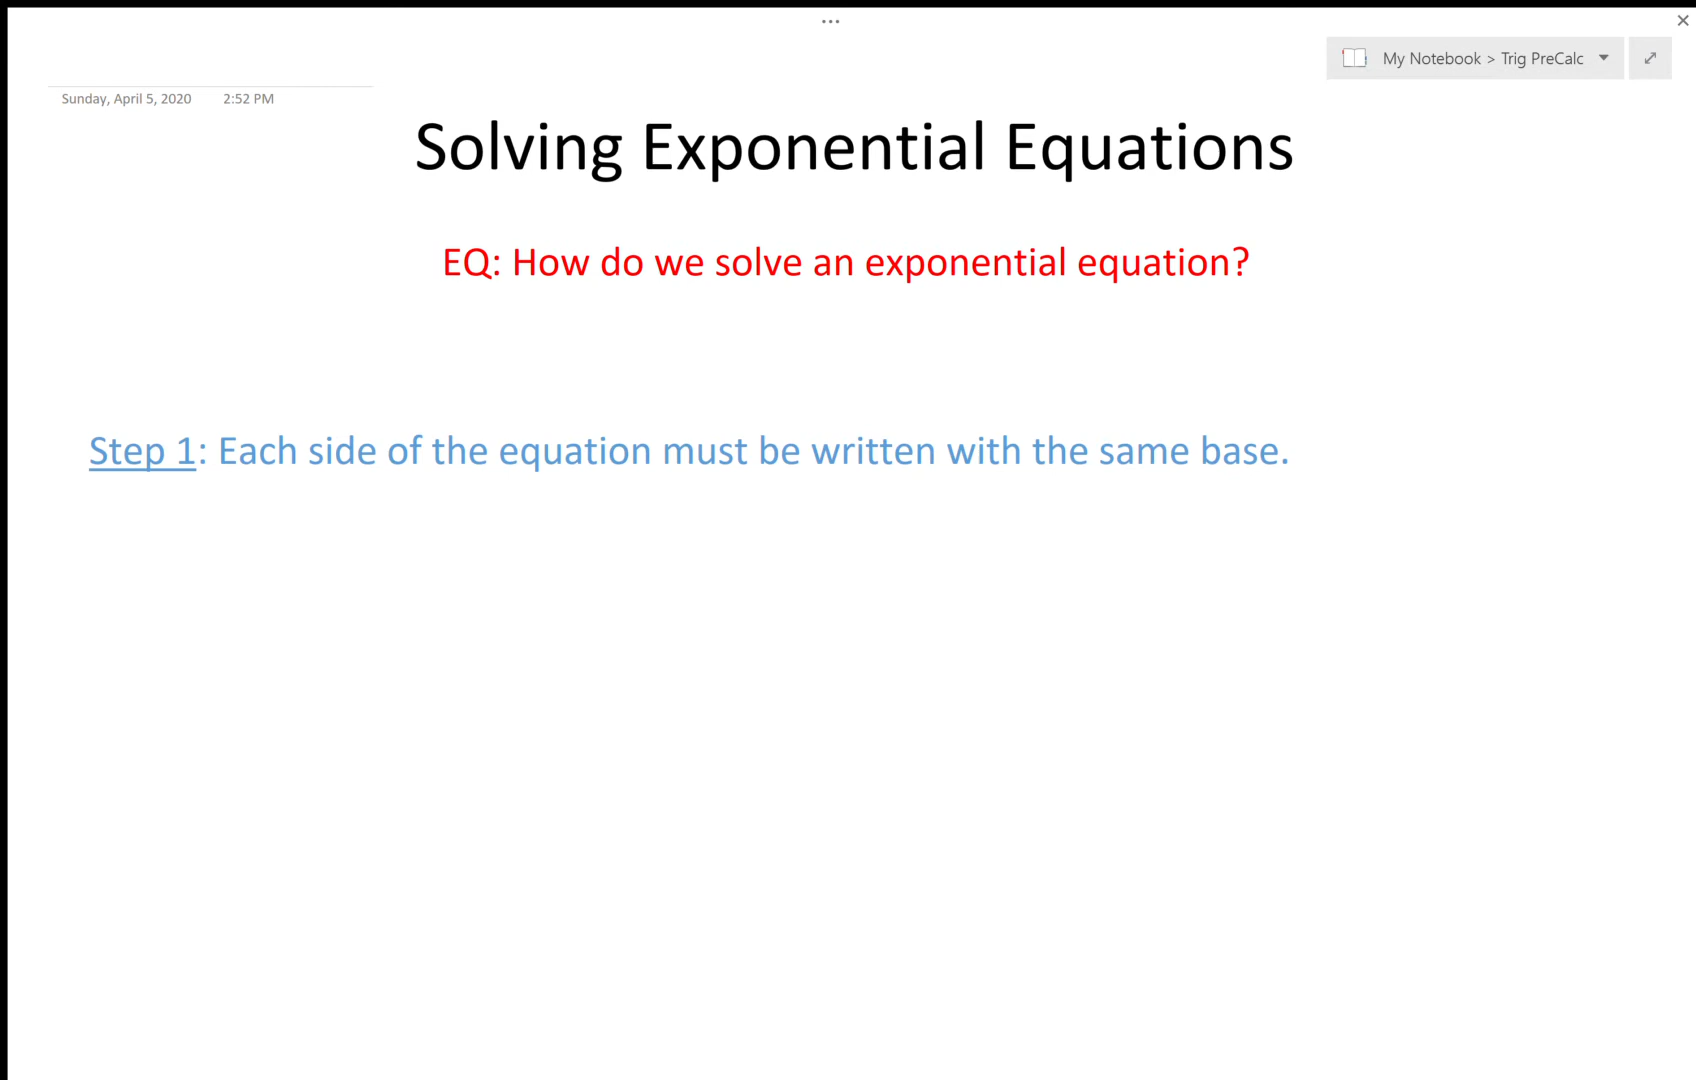 ...
My Notebook > Trig PreCalc
Sunday, April 5, 2020 2:52 PM
Solving Exponential Equations
EQ: How do we solve an exponential equation?
Step 1: Each side of the equation must be written with the same base.